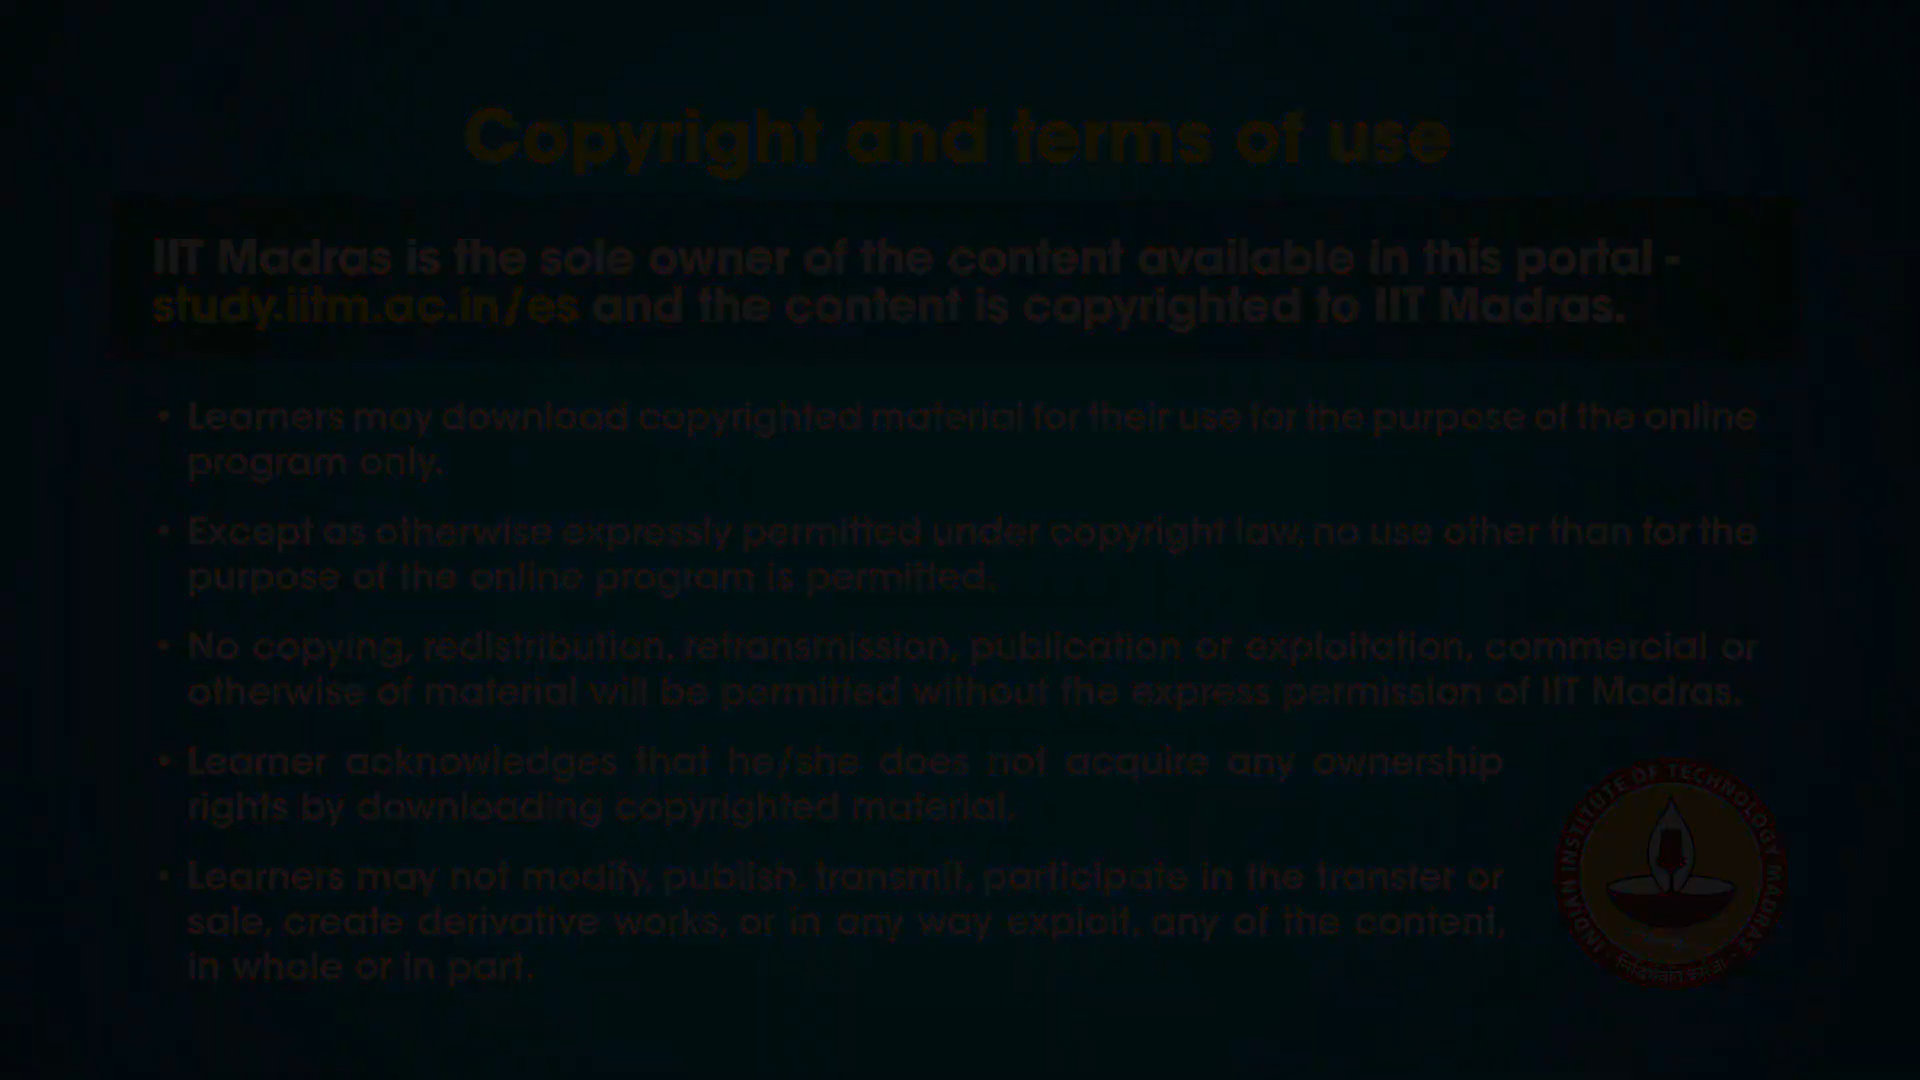 Copyright and terms of use
IIT Madras is the sole owner of the content available in this portal -
study.iitm.ac.in/es and the content is copyrighted to IIT Madras.
• Learners may download copyrighted material for their use for the purpose of the online
program only.
• Except as otherwise expressly permitted under copyright law, no use other than for the
purpose of the online program is permitted.
• No copying, redistribution, retransmission, publication or exploitation, commercial or
otherwise of material will be permitted without the express permission of IIT Madras.
• Learner acknowledges that he/she does not acquire any ownership
rights by downloading copyrighted material.
• Learners may not modify, publish, transmit, participate in the transfer or
sale, create derivative works, or in any way exploit, any of the content,
in whole or in part.
INDIAN INSTITUTE OF TECHNOLOGY MADRAS